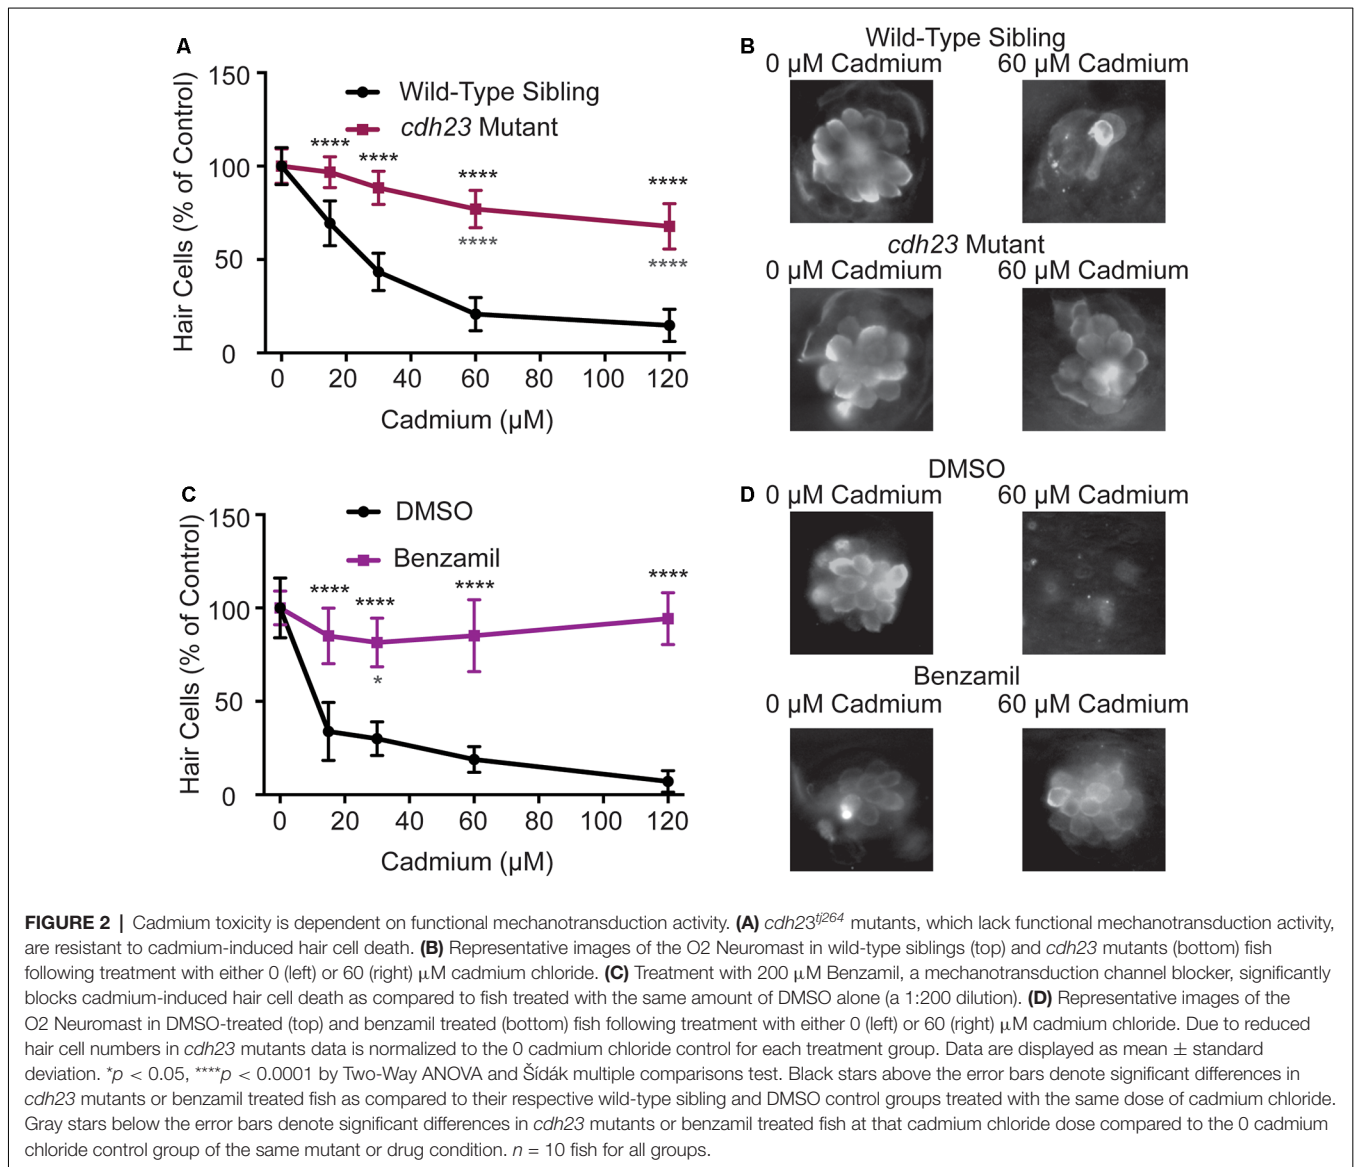 A
150
100
50
0
Hair Cells (% of Control)
Wild-Type Sibling
cdh23 Mutant
****
****
****
****
****
****
0 20 40 60 80 100 120
Cadmium (µM)
B
Wild-Type Sibling
0 µM Cadmium 60 µM Cadmium
cdh23 Mutant
0 µM Cadmium 60 µM Cadmium
C
150
100
50
0
Hair Cells (% of Control)
DMSO
Benzamil
****
****
****
****
*
0 20 40 60 80 100 120
Cadmium (µM)
D
DMSO
0 µM Cadmium 60 µM Cadmium
Benzamil
0 µM Cadmium 60 µM Cadmium
FIGURE 2 | Cadmium toxicity is dependent on functional mechanotransduction activity. (A) cdh23tj264 mutants, which lack functional mechanotransduction activity,
are resistant to cadmium-induced hair cell death. (B) Representative images of the O2 Neuromast in wild-type siblings (top) and cdh23 mutants (bottom) fish
following treatment with either 0 (left) or 60 (right) µM cadmium chloride. (C) Treatment with 200 µM Benzamil, a mechanotransduction channel blocker, significantly
blocks cadmium-induced hair cell death as compared to fish treated with the same amount of DMSO alone (a 1:200 dilution). (D) Representative images of the
O2 Neuromast in DMSO-treated (top) and benzamil treated (bottom) fish following treatment with either 0 (left) or 60 (right) µM cadmium chloride. Due to reduced
hair cell numbers in cdh23 mutants data is normalized to the 0 cadmium chloride control for each treatment group. Data are displayed as mean ± standard
deviation. *p < 0.05, ****p < 0.0001 by Two-Way ANOVA and Šídák multiple comparisons test. Black stars above the error bars denote significant differences in
cdh23 mutants or benzamil treated fish as compared to their respective wild-type sibling and DMSO control groups treated with the same dose of cadmium chloride.
Gray stars below the error bars denote significant differences in cdh23 mutants or benzamil treated fish at that cadmium chloride dose compared to the 0 cadmium
chloride control group of the same mutant or drug condition. n = 10 fish for all groups.